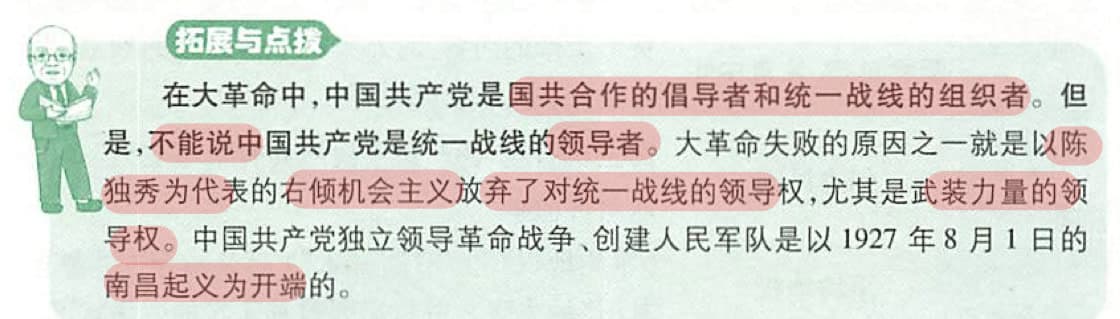 拓展与点拨
在大革命中,中国共产党是国共合作的倡导者和统一战线的组织者。但
是,不能说中国共产党是统一战线的领导者。大革命失败的原因之一就是以陈
独秀为代表的右倾机会主义放弃了对统一战线的领导权,尤其是武装力量的领
导权。中国共产党独立领导革命战争、创建人民军队是以 1927 年 8 月 1 日的
南昌起义为开端的。